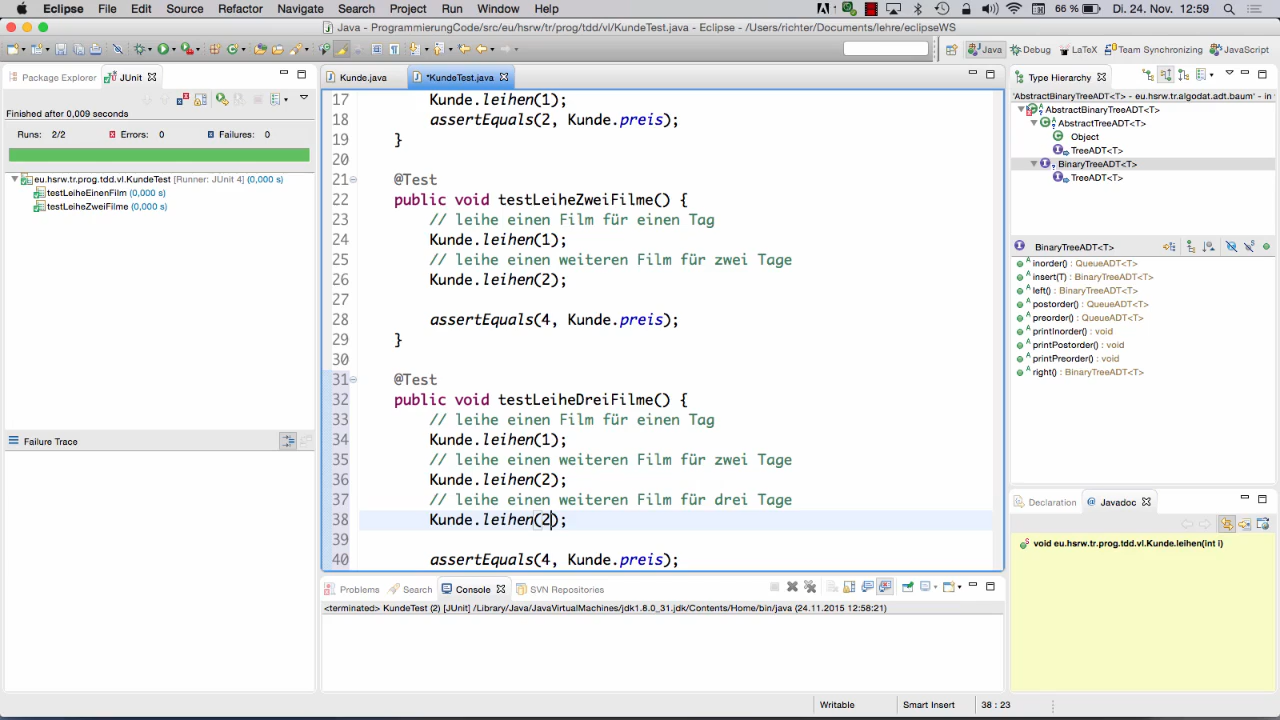 Eclipse File Edit Source Refactor Navigate Search Project Run Window Help 66 % Di. 24. Nov. 12:59
Java - ProgrammierungCode/src/eu/hsrw/tr/prog/tdd/vl/KundeTest.java - Eclipse - /Users/richter/Documents/lehre/eclipseWS
Java Debug LaTeX Team Synchronizing JavaScript
Package Explorer JUnit
Finished after 0,009 seconds
Runs: 2/2 Errors: 0 Failures: 0
eu.hsrw.tr.prog.tdd.vl.KundeTest [Runner: JUnit 4] (0,000 s)
testLeiheEinenFilm (0,000 s)
testLeiheZweiFilme (0,000 s)
Failure Trace
Kunde.java *KundeTest.java
17 Kunde.leihen(1);
18 assertEquals(2, Kunde.preis);
19 }
20
21 @Test
22 public void testLeiheZweiFilme() {
23 // leihe einen Film für einen Tag
24 Kunde.leihen(1);
25 // leihe einen weiteren Film für zwei Tage
26 Kunde.leihen(2);
27
28 assertEquals(4, Kunde.preis);
29 }
30
31 @Test
32 public void testLeiheDreiFilme() {
33 // leihe einen Film für einen Tag
34 Kunde.leihen(1);
35 // leihe einen weiteren Film für zwei Tage
36 Kunde.leihen(2);
37 // leihe einen weiteren Film für drei Tage
38 Kunde.leihen(2);
39
40 assertEquals(4, Kunde.preis);
Problems Search Console SVN Repositories
<terminated> KundeTest (2) [JUnit] /Library/Java/JavaVirtualMachines/jdk1.8.0_31.jdk/Contents/Home/bin/java (24.11.2015 12:58:21)
Type Hierarchy
'AbstractBinaryTreeADT<T>' - eu.hsrw.tr.algodat.adt.baum' - in
AbstractBinaryTreeADT<T>
AbstractTreeADT<T>
Object
TreeADT<T>
BinaryTreeADT<T>
TreeADT<T>
BinaryTreeADT<T>
inorder() : QueueADT<T>
insert(T) : BinaryTreeADT<T>
left() : BinaryTreeADT<T>
postorder() : QueueADT<T>
preorder() : QueueADT<T>
printInorder() : void
printPostorder() : void
printPreorder() : void
right() : BinaryTreeADT<T>
Declaration @ Javadoc
void eu.hsrw.tr.prog.tdd.vl.Kunde.leihen(int i)
Writable Smart Insert 38 : 23